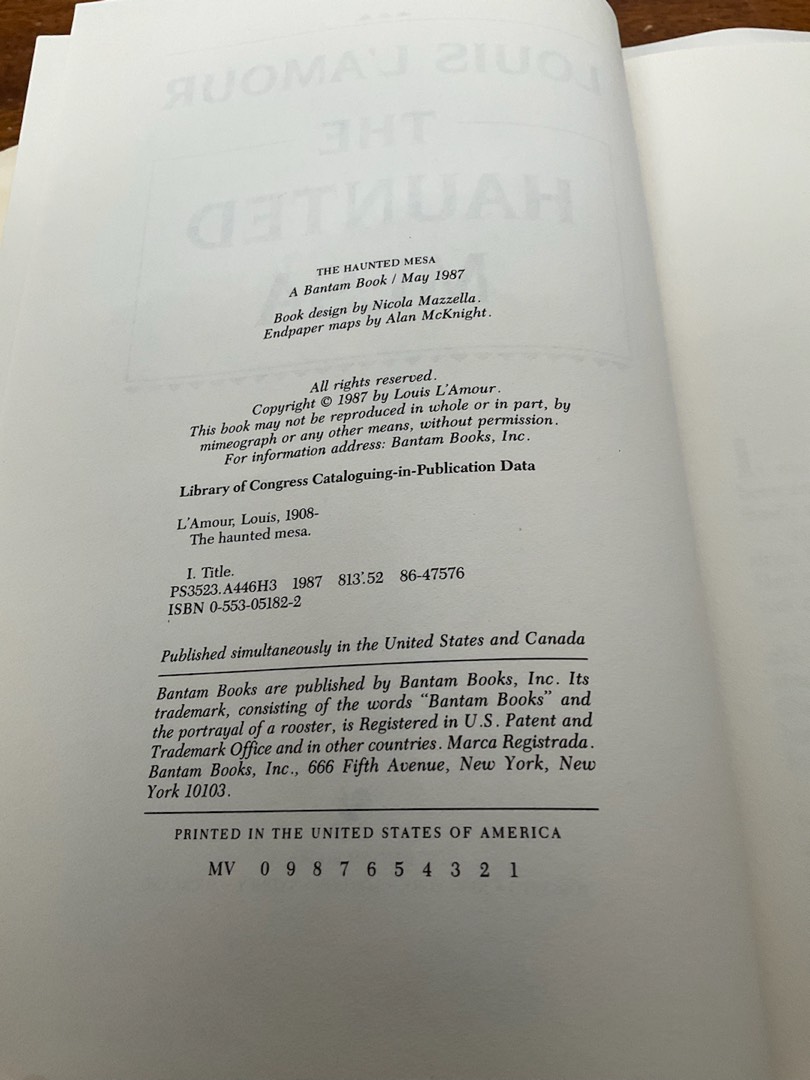 LOUIS L'AMOUR
THE
HAUNTED
THE HAUNTED MESA
A Bantam Book / May 1987
Book design by Nicola Mazzella.
Endpaper maps by Alan McKnight.
All rights reserved.
Copyright © 1987 by Louis L'Amour.
This book may not be reproduced in whole or in part, by
mimeograph or any other means, without permission.
For information address: Bantam Books, Inc.
Library of Congress Cataloguing-in-Publication Data
L'Amour, Louis, 1908-
The haunted mesa.
I. Title.
PS3523.A446H3 1987 813'.52 86-47576
ISBN 0-553-05182-2
Published simultaneously in the United States and Canada
Bantam Books are published by Bantam Books, Inc. Its
trademark, consisting of the words “Bantam Books” and
the portrayal of a rooster, is Registered in U.S. Patent and
Trademark Office and in other countries. Marca Registrada.
Bantam Books, Inc., 666 Fifth Avenue, New York, New
York 10103.
PRINTED IN THE UNITED STATES OF AMERICA
MV 0 9 8 7 6 5 4 3 2 1